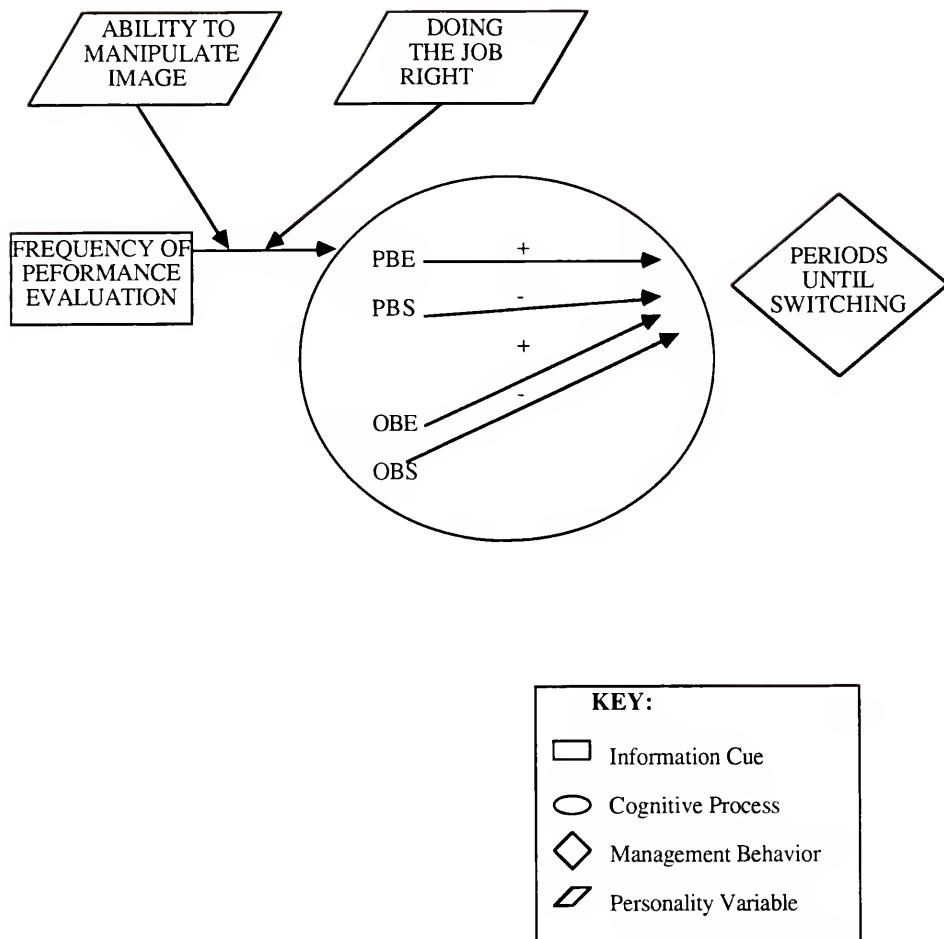 ABILITY TO
MANIPULATE
IMAGE
DOING
THE JOB
RIGHT
FREQUENCY OF
PEFORMANCE
EVALUATION
PBE
+
PBS
-
+
-
OBE
OBS
PERIODS
UNTIL
SWITCHING
KEY:
Information Cue
Cognitive Process
Management Behavior
Personality Variable